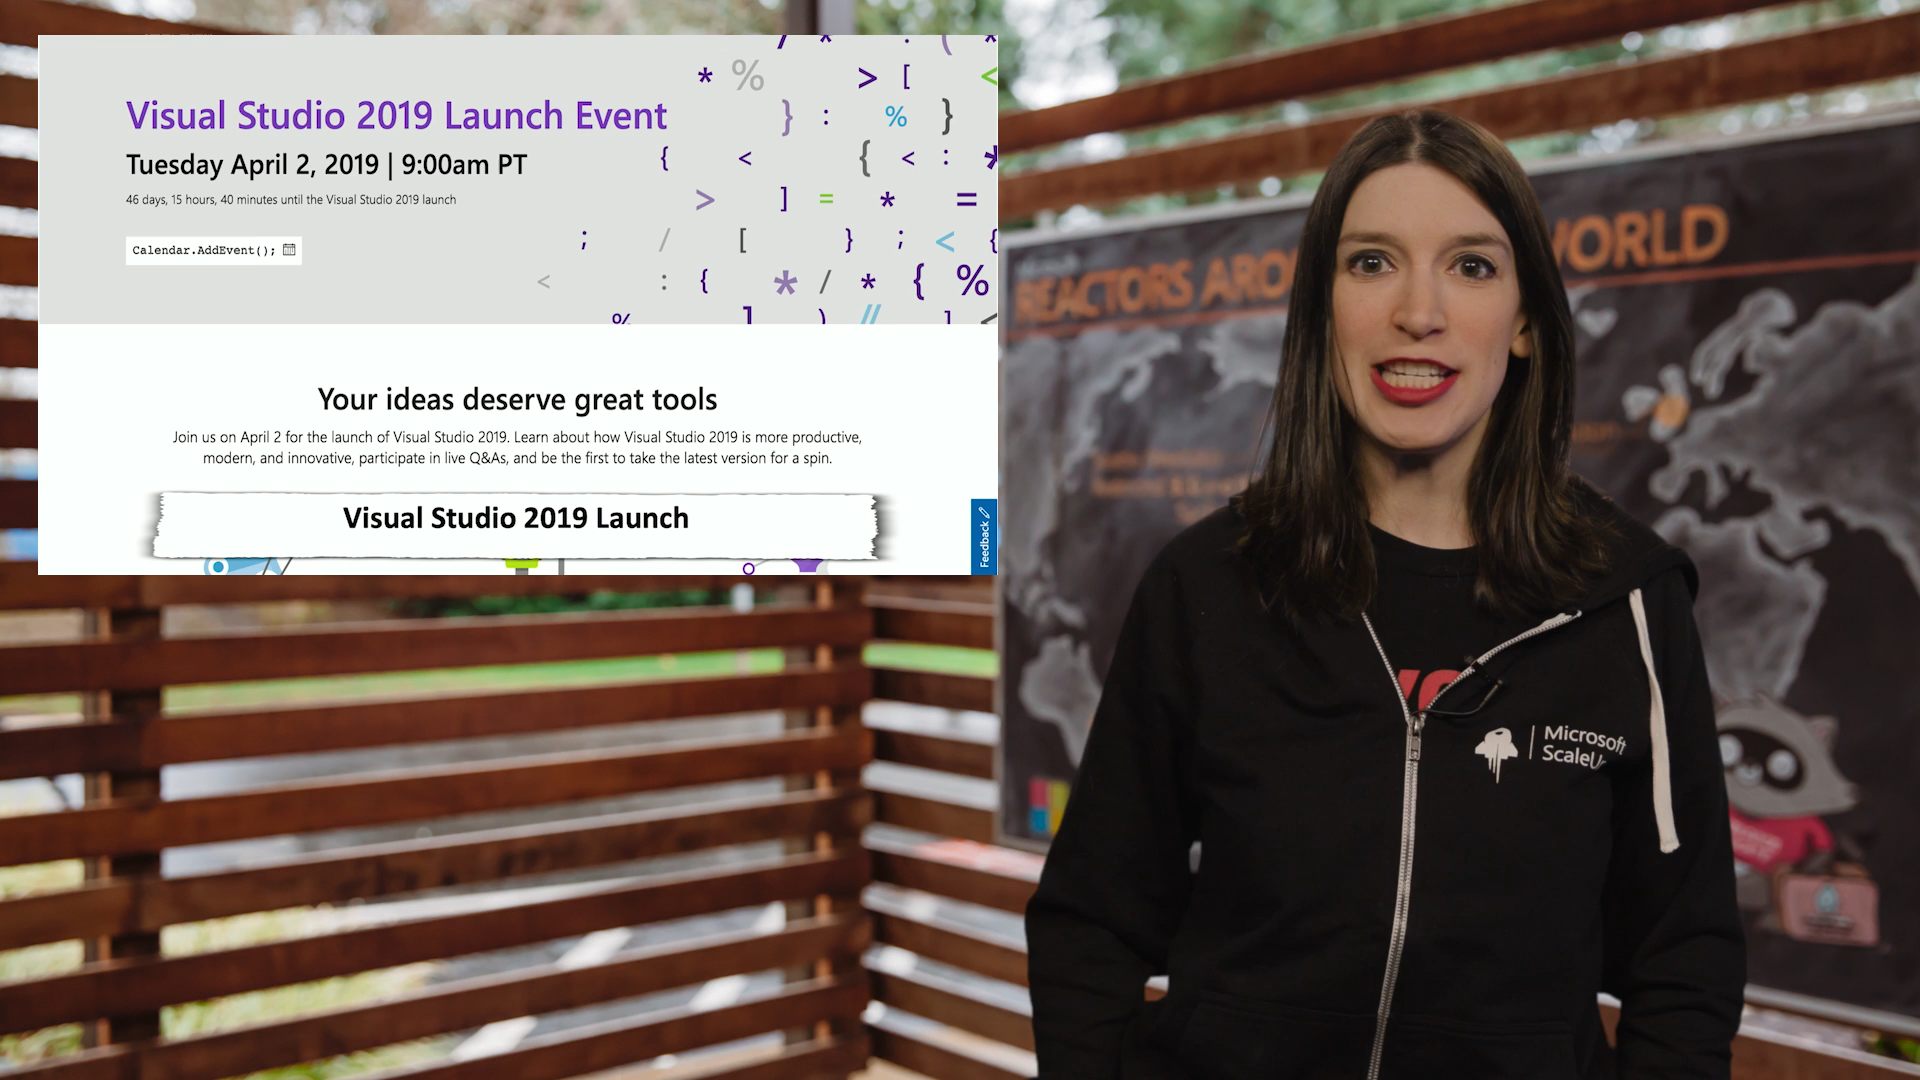 Visual Studio 2019 Launch Event
Tuesday April 2, 2019 | 9:00am PT
46 days, 15 hours, 40 minutes until the Visual Studio 2019 launch
Calendar.AddEvent();
Your ideas deserve great tools
Join us on April 2 for the launch of Visual Studio 2019. Learn about how Visual Studio 2019 is more productive,
modern, and innovative, participate in live Q&As, and be the first to take the latest version for a spin.
Visual Studio 2019 Launch
Feedback
REACTORS ARO
WORLD
Microsoft